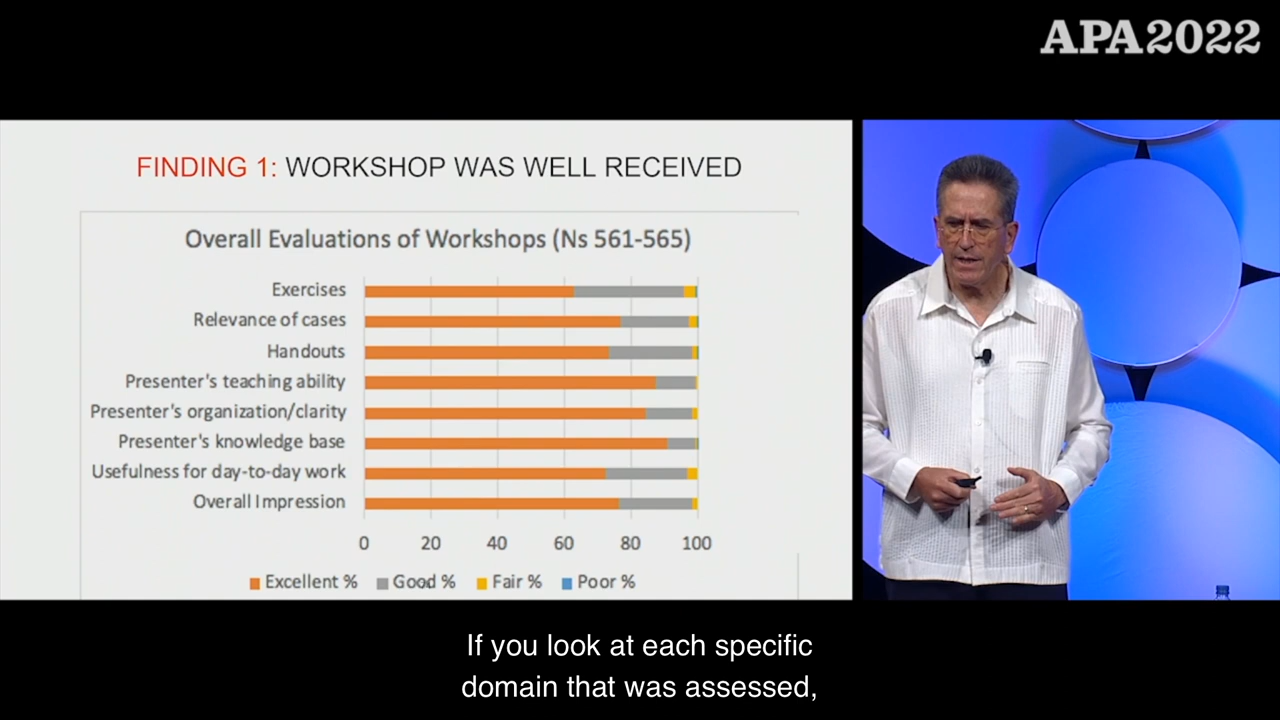 APA2022
FINDING 1: WORKSHOP WAS WELL RECEIVED
Overall Evaluations of Workshops (Ns 561-565)
Exercises
Relevance of cases
Handouts
Presenter's teaching ability
Presenter's organization/clarity
Presenter's knowledge base
Usefulness for day-to-day work
Overall Impression
0 20 40 60 80 100
Excellent % Good % Fair % Poor %
If you look at each specific
domain that was assessed,